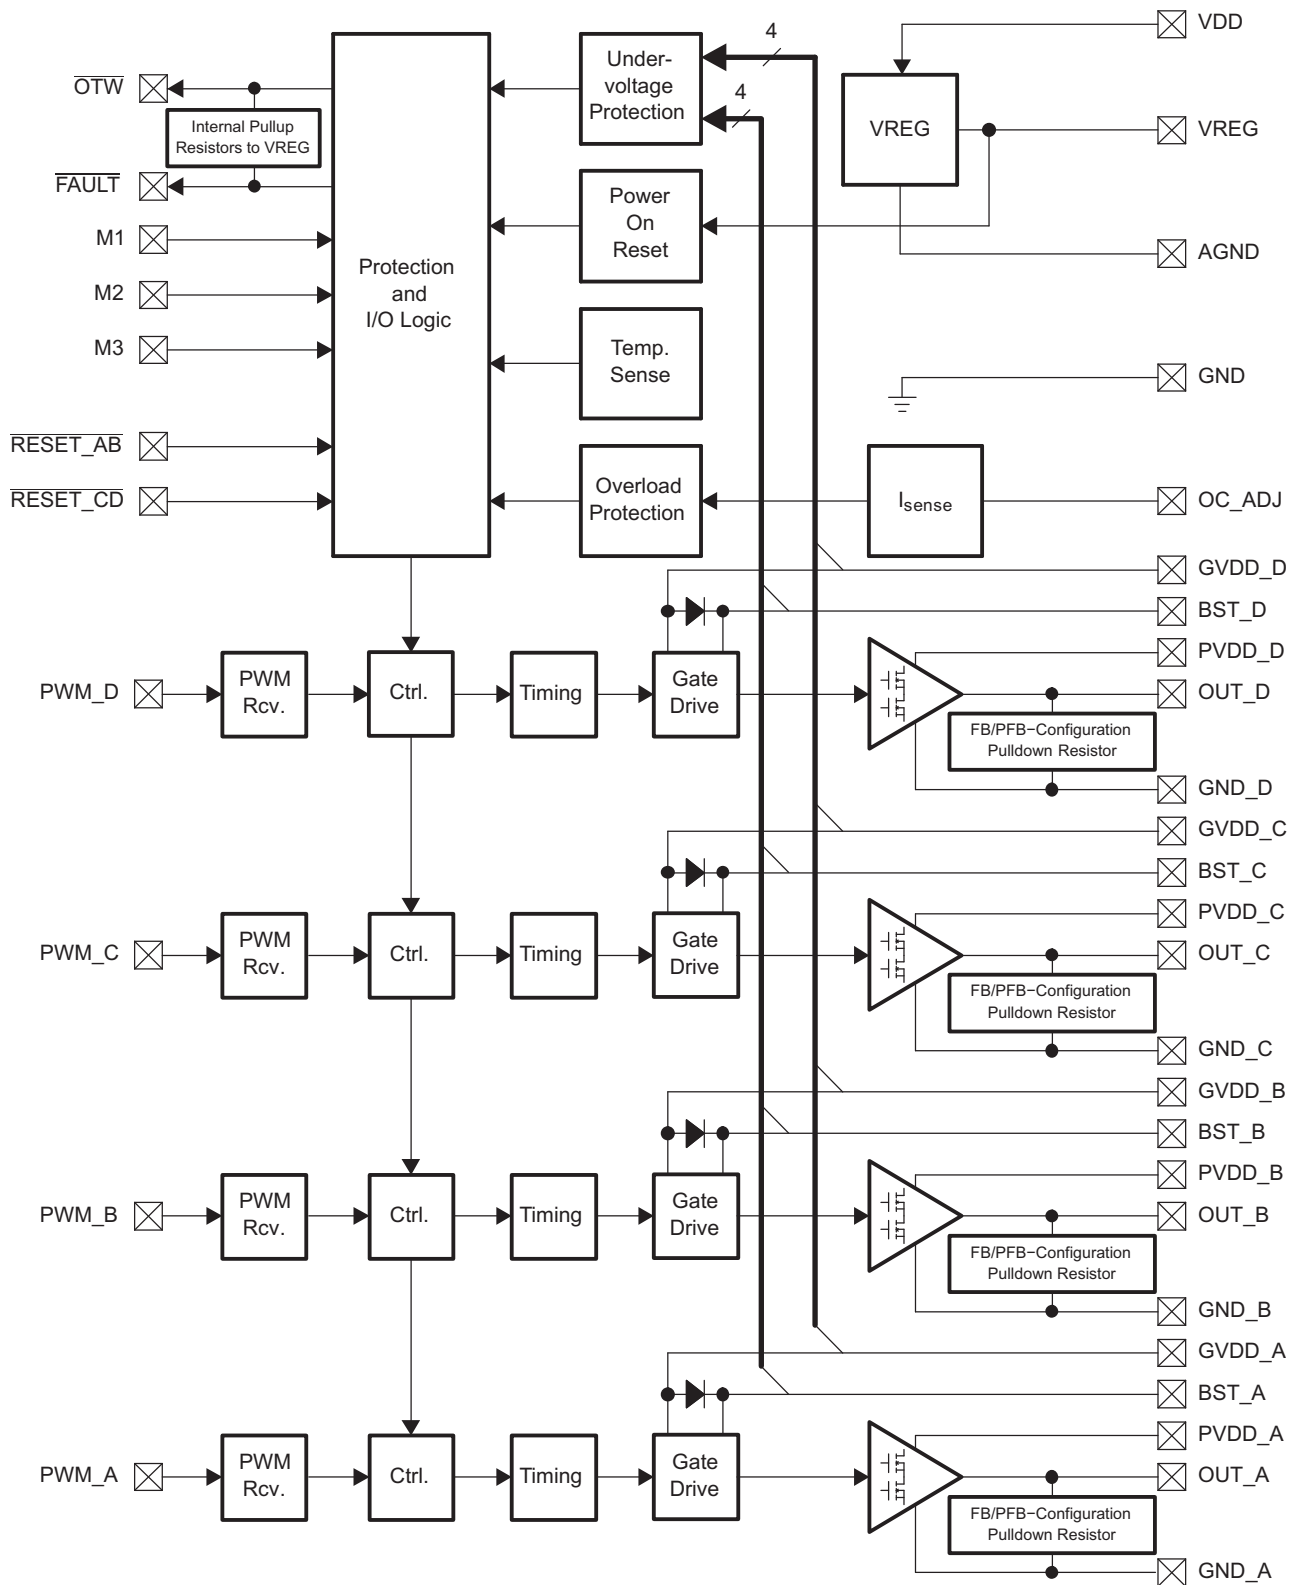 4
VDD
Under-
voltage
Protection
OTW
4
Internal Pullup
Resistors to VREG
VREG
VREG
FAULT
Power
On
Reset
M1
AGND
Protection
and
I/O Logic
M2
M3
Temp.
Sense
GND
RESET_AB
Overload
Protection
Isense
RESET_CD
OC_ADJ
GVDD_D
BST_D
PVDD_D
PWM_D
PWM
Rcv.
Ctrl.
Timing
Gate
Drive
OUT_D
FB/PFB−Configuration
Pulldown Resistor
GND_D
GVDD_C
BST_C
PVDD_C
PWM_C
PWM
Rcv.
Ctrl.
Timing
Gate
Drive
OUT_C
FB/PFB−Configuration
Pulldown Resistor
GND_C
GVDD_B
BST_B
PVDD_B
PWM_B
PWM
Rcv.
Ctrl.
Timing
Gate
Drive
OUT_B
FB/PFB−Configuration
Pulldown Resistor
GND_B
GVDD_A
BST_A
PVDD_A
PWM_A
PWM
Rcv.
Ctrl.
Timing
Gate
Drive
OUT_A
FB/PFB−Configuration
Pulldown Resistor
GND_A